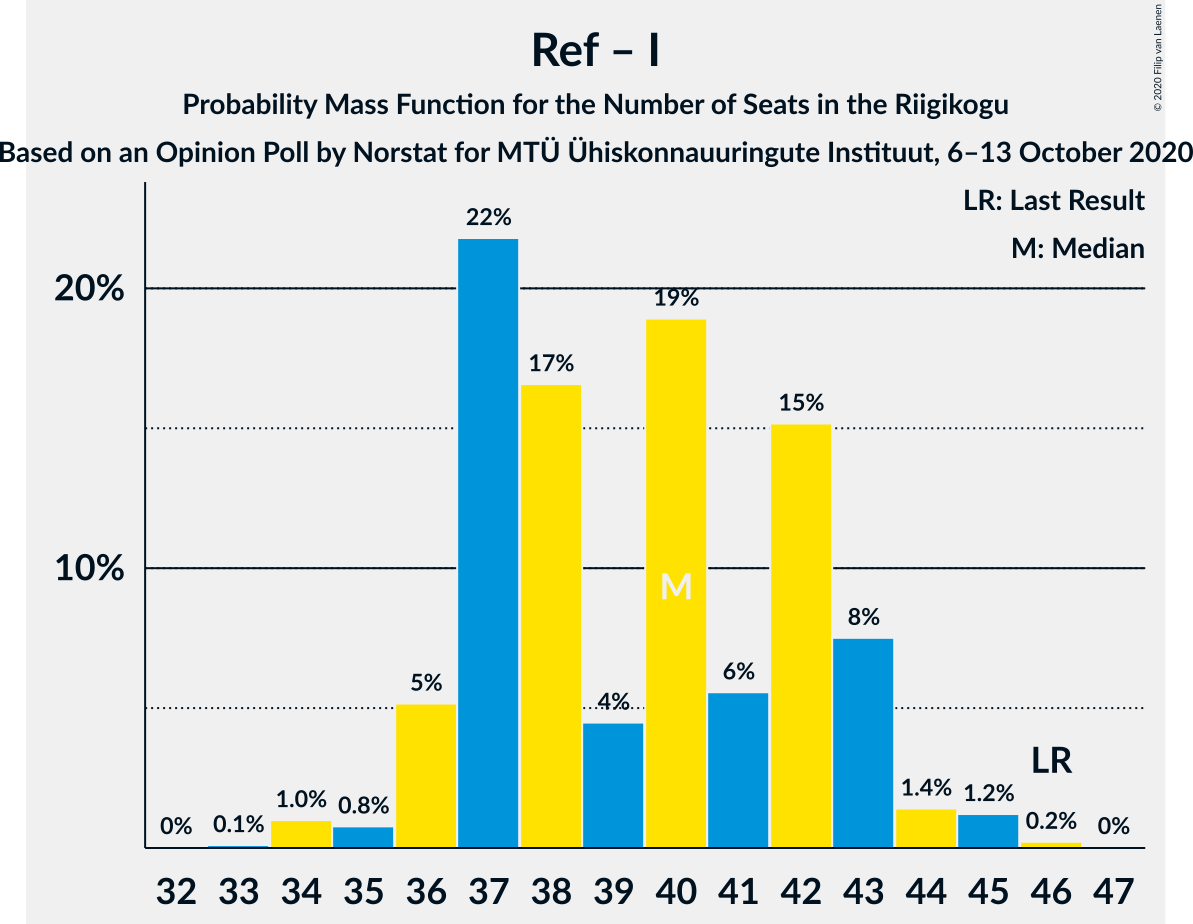 Ref – I
Probability Mass Function for the Number of Seats in the Riigikogu
Based on an Opinion Poll by Norstat for MTÜ Ühiskonnauuringute Instituut, 6–13 October 2020
© 2020 Filip van Laenen
LR: Last Result
M: Median
20%
10%
0%
0.1%
1.0%
0.8%
5%
22%
17%
4%
19%
6%
15%
8%
1.4%
1.2%
0.2%
0%
M
LR
32 33 34 35 36 37 38 39 40 41 42 43 44 45 46 47